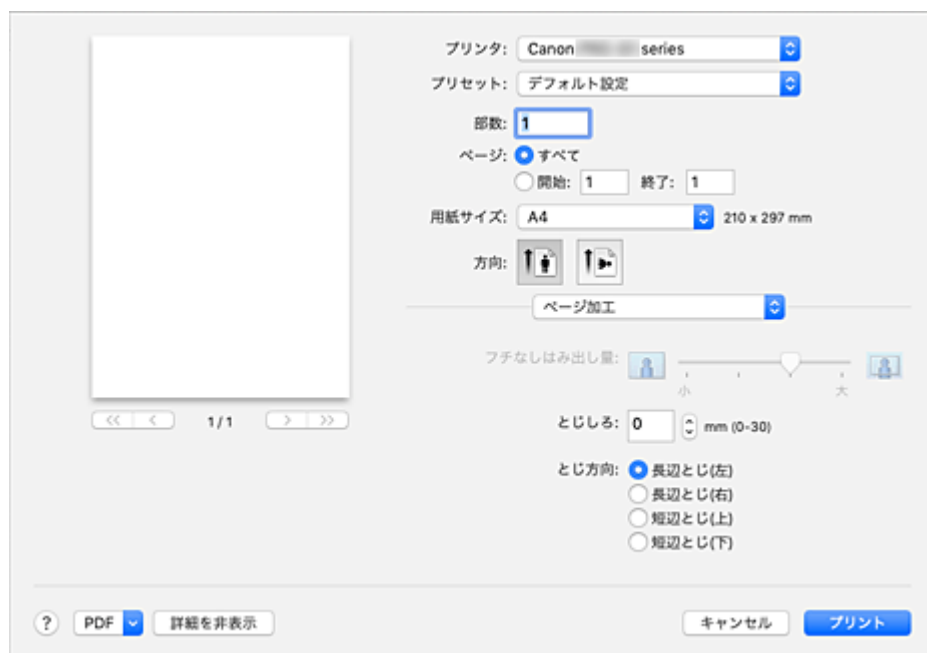 プリンタ: Canon series
プリセット: デフォルト設定
部数: 1
ページ: すべて
開始: 1 終了: 1
用紙サイズ: A4 210 x 297 mm
方向:
ページ加工
フチなしはみ出し量:
小 大
<< < 1/1 > >>
とじしろ: 0 mm (0-30)
とじ方向: 長辺とじ(左)
長辺とじ(右)
短辺とじ(上)
短辺とじ(下)
? PDF 詳細を非表示 キャンセル プリント